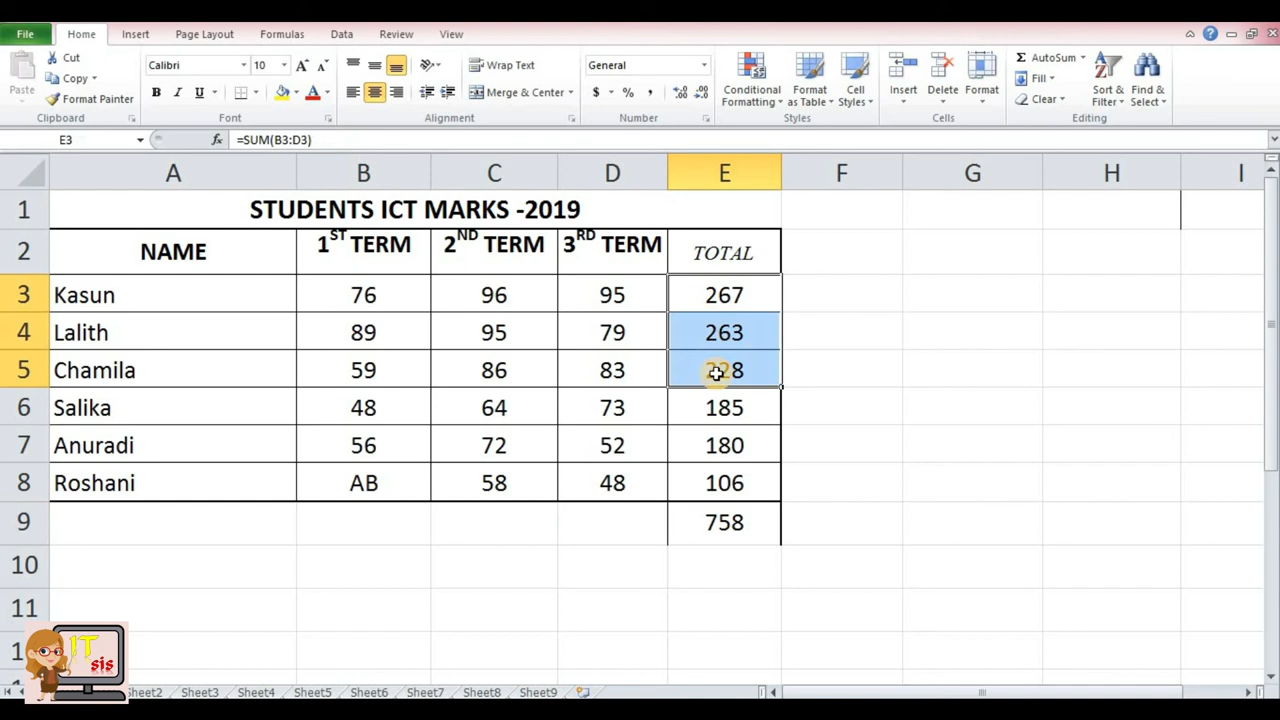 File Home Insert Page Layout Formulas Data Review View
Cut
Copy
Format Painter
Paste
Clipboard
Calibri 10
B I U
Font
Wrap Text
Merge & Center
Alignment
General
$ % ,
Number
Conditional Formatting
Format as Table
Cell Styles
Styles
Insert Delete Format
Cells
Σ AutoSum
Fill
Clear
Sort & Filter
Find & Select
Editing
E3 fx =SUM(B3:D3)
A B C D E F G H I
1 STUDENTS ICT MARKS -2019
2 NAME 1ST TERM 2ND TERM 3RD TERM TOTAL
3 Kasun 76 96 95 267
4 Lalith 89 95 79 263
5 Chamila 59 86 83 228
6 Salika 48 64 73 185
7 Anuradi 56 72 52 180
8 Roshani AB 58 48 106
9 758
10
11
IT
sis
Sheet2 Sheet3 Sheet4 Sheet5 Sheet6 Sheet7 Sheet8 Sheet9